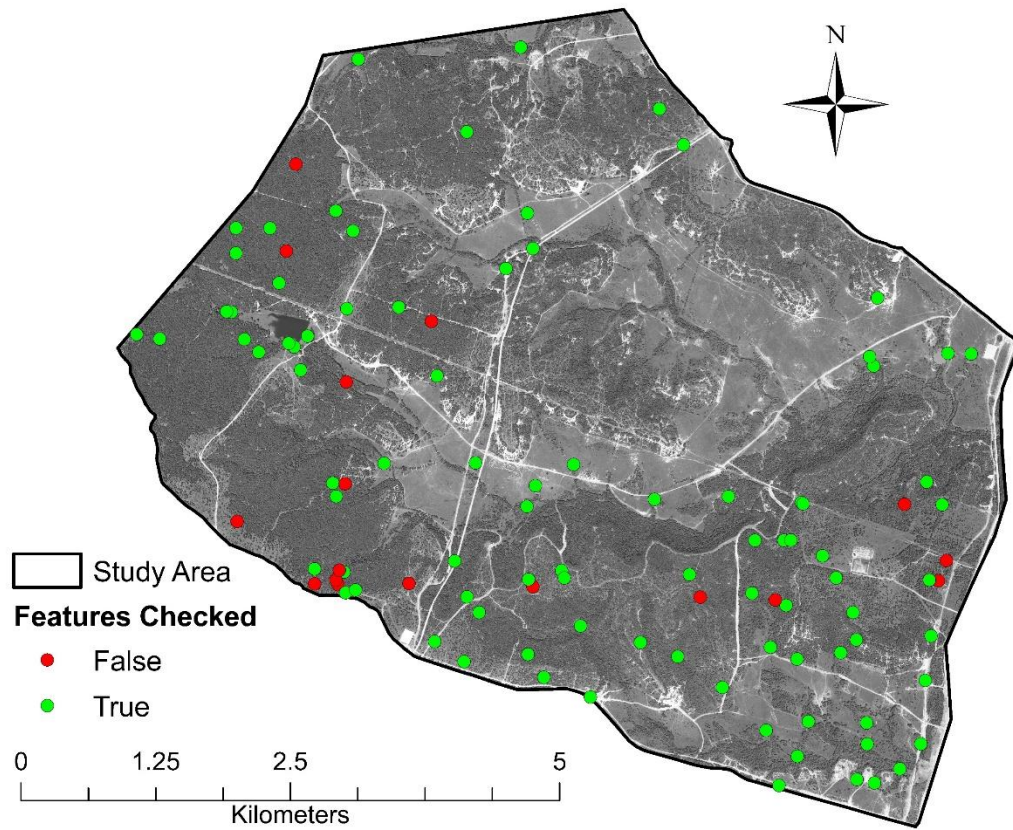 N
Study Area
Features Checked
False
True
0 1.25 2.5 5
Kilometers